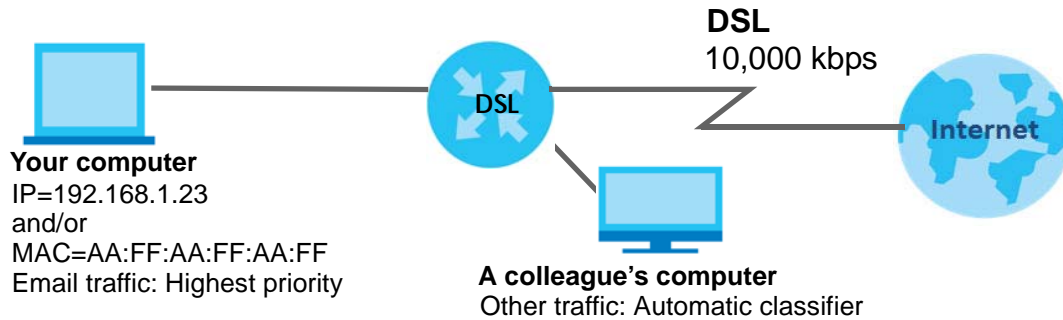 DSL
10,000 kbps
DSL
Internet
Your computer
IP=192.168.1.23
and/or
MAC=AA:FF:AA:FF:AA:FF
Email traffic: Highest priority
A colleague’s computer
Other traffic: Automatic classifier